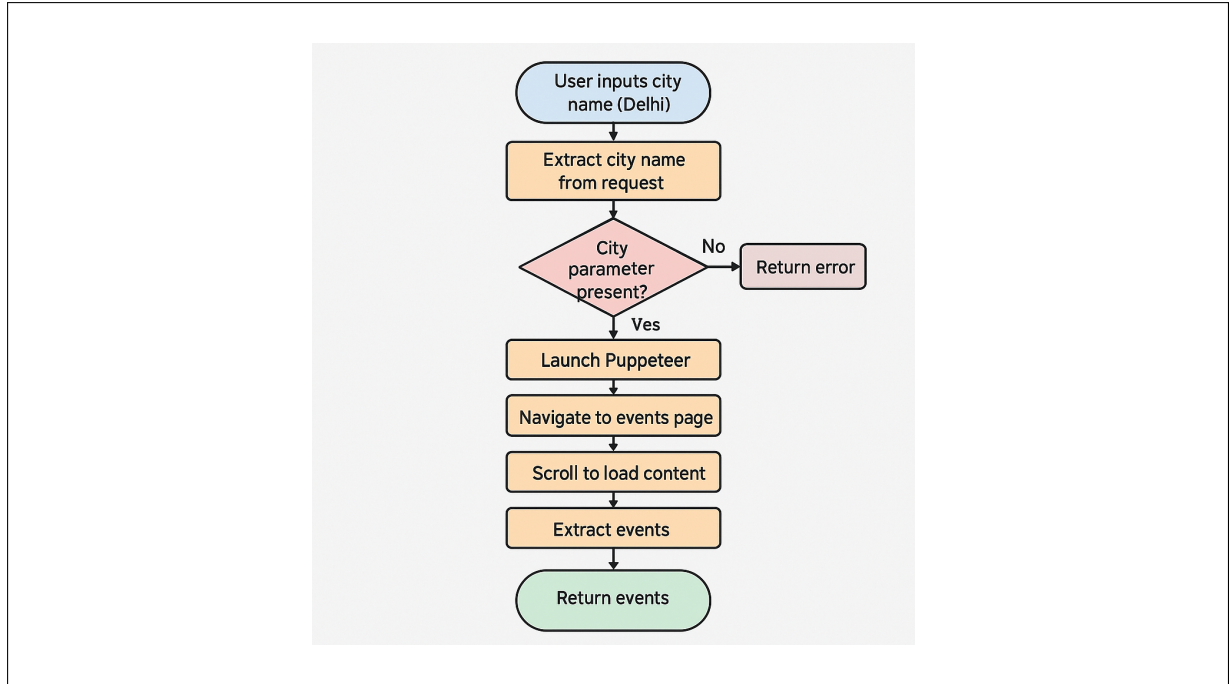 User inputs city
name (Delhi)
Extract city name
from request
City
parameter
present?
No
Return error
Ves
Launch Puppeteer
Navigate to events page
Scroll to load content
Extract events
Return events